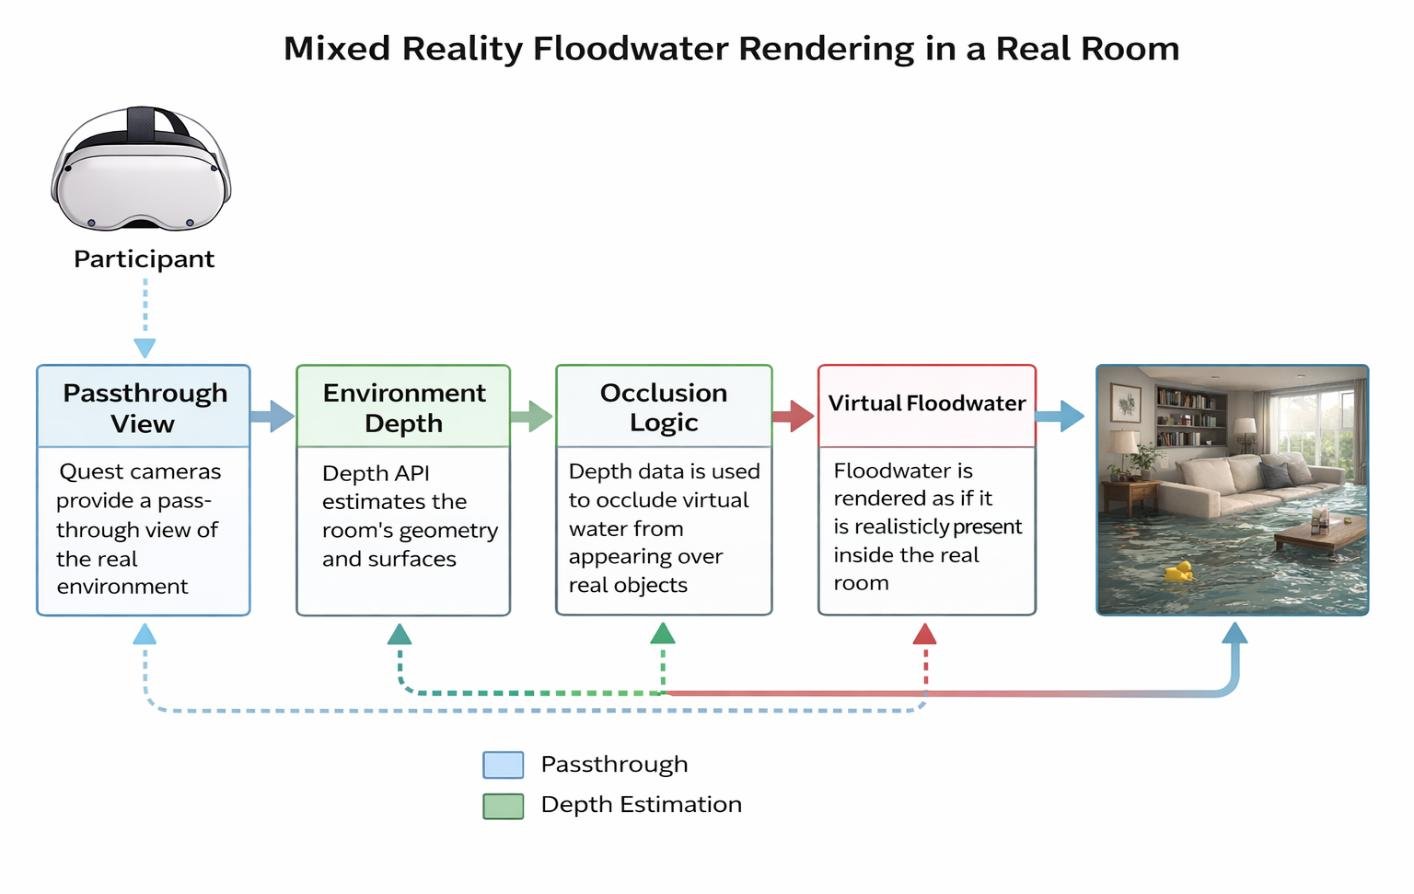 Mixed Reality Floodwater Rendering in a Real Room
Participant
Passthrough
View
Quest cameras
provide a pass-
through view of
the real
environment
Environment
Depth
Depth API
estimates the
room's geometry
and surfaces
Occlusion
Logic
Depth data is used
to occlude virtual
water from
appearing over
real objects
Virtual Floodwater
Floodwater is
rendered as if it
is realisticly present
inside the real
room
Passthrough
Depth Estimation